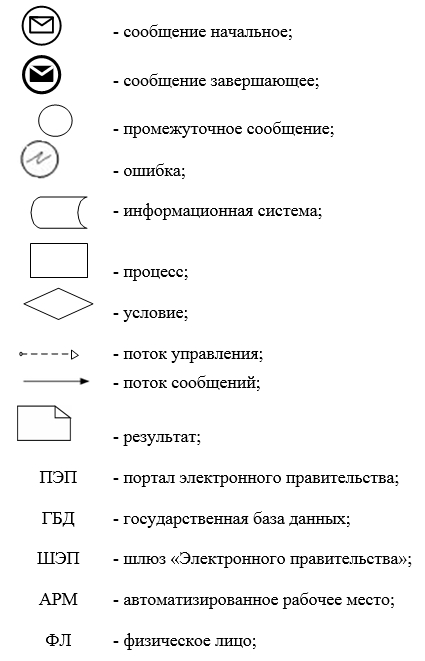 - сообщение начальное;
- сообщение завершающее;
- промежуточное сообщение;
- ошибка;
- информационная система;
- процесс;
- условие;
- поток управления;
- поток сообщений;
- результат;
ПЭП - портал электронного правительства;
ГБД - государственная база данных;
ШЭП - шлюз «Электронного правительства»;
АРМ - автоматизированное рабочее место;
ФЛ - физическое лицо;